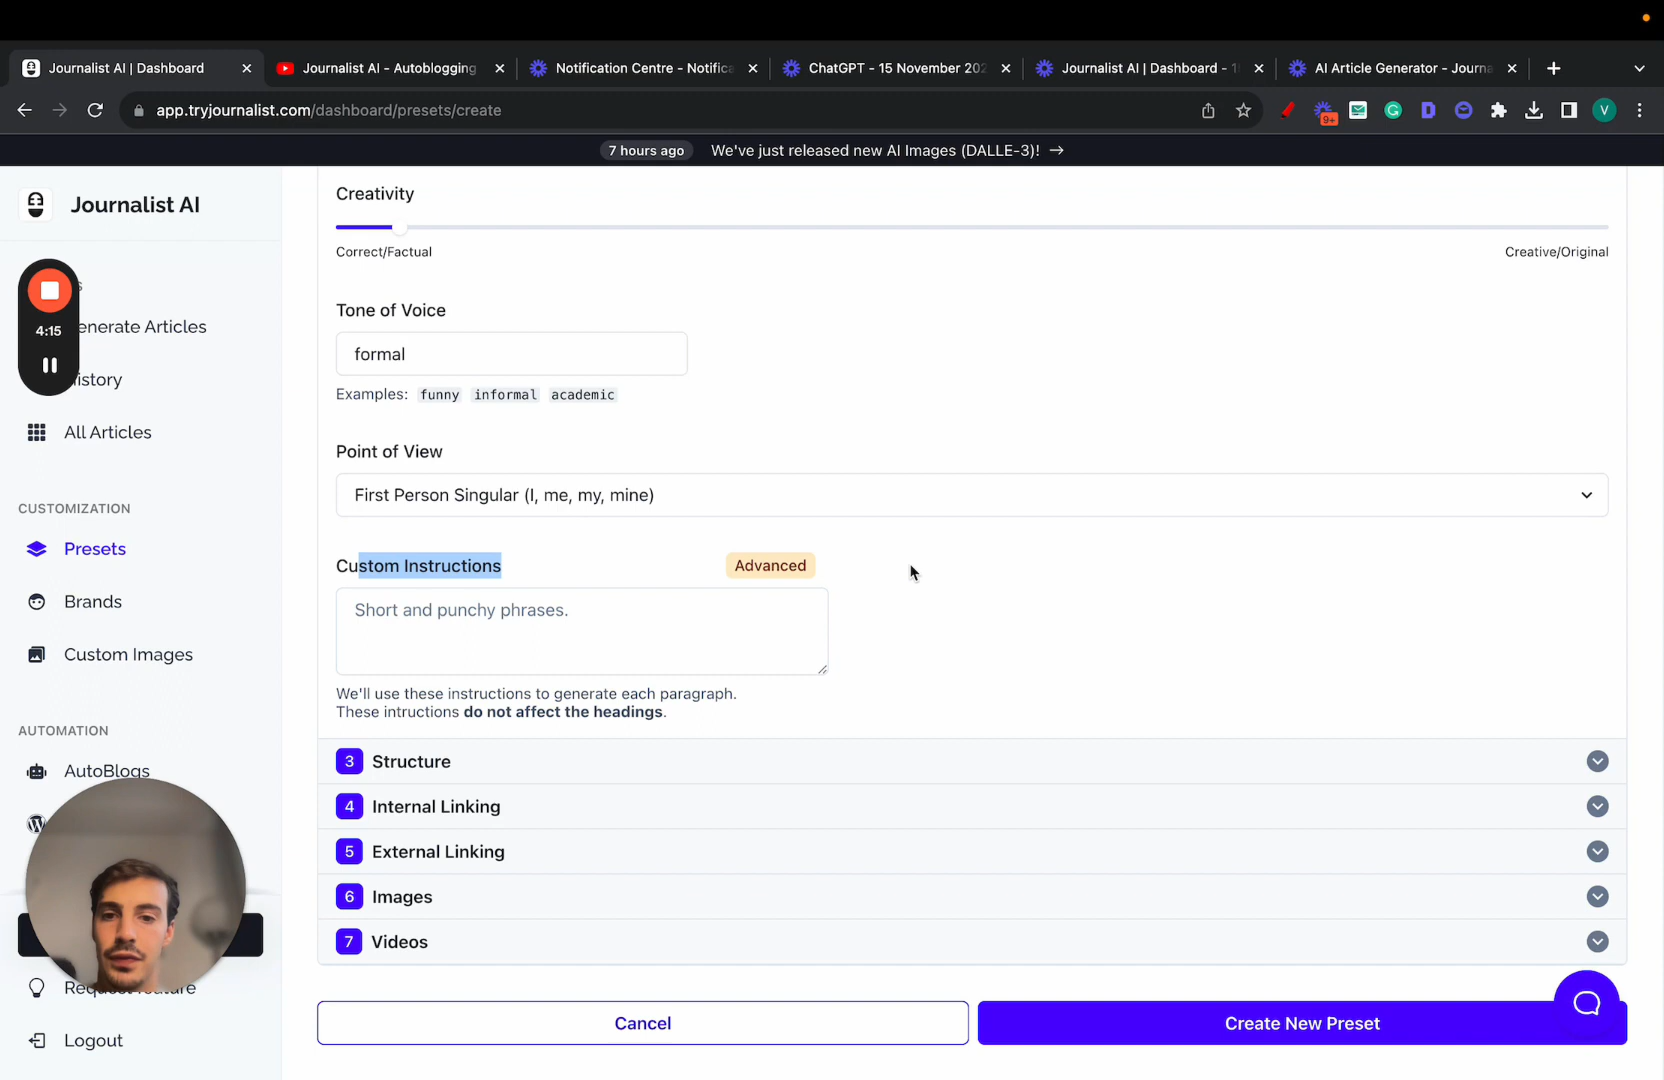 Journalist AI | Dashboard
Journalist AI - Autoblogging
Notification Centre - Notifica
ChatGPT - 15 November 202
Journalist AI | Dashboard - 1
AI Article Generator - Journa
app.tryjournalist.com/dashboard/presets/create
9+
V
7 hours ago We've just released new AI Images (DALLE-3)! →
Journalist AI
4:15
enerate Articles
istory
All Articles
CUSTOMIZATION
Presets
Brands
Custom Images
AUTOMATION
AutoBlogs
Logout
Creativity
Correct/Factual
Creative/Original
Tone of Voice
formal
Examples: funny informal academic
Point of View
First Person Singular (I, me, my, mine)
Custom Instructions
Advanced
Short and punchy phrases.
We'll use these instructions to generate each paragraph.
These intructions do not affect the headings.
3 Structure
4 Internal Linking
5 External Linking
6 Images
7 Videos
Cancel
Create New Preset